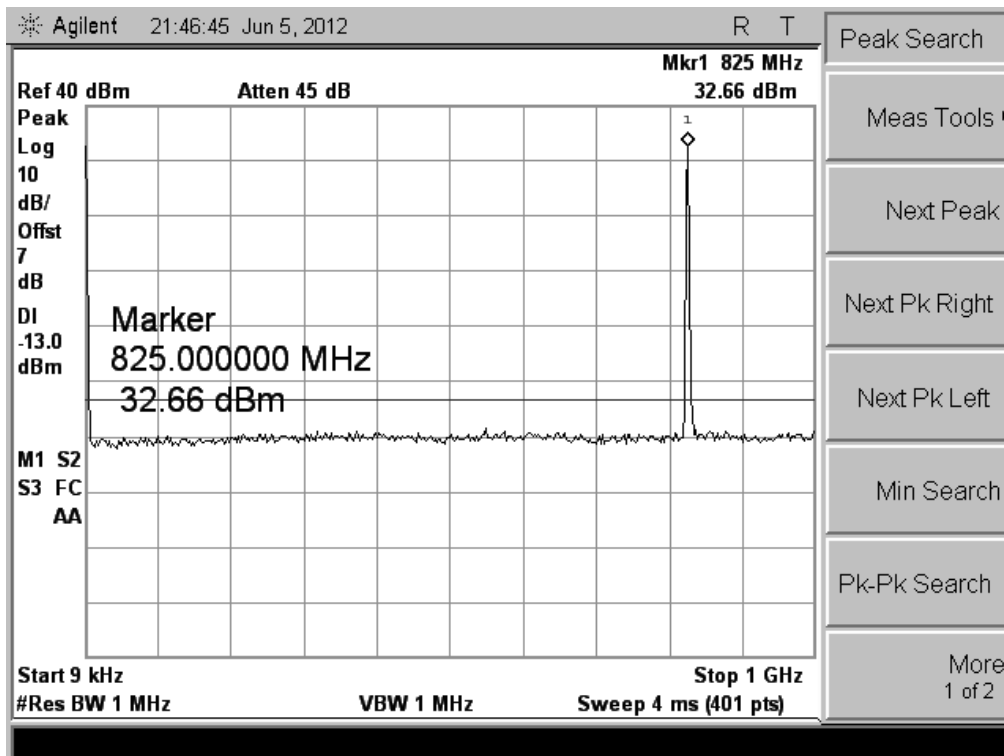 Agilent 21:46:45 Jun 5, 2012 R T
Mkr1 825 MHz
Ref 40 dBm Atten 45 dB 32.66 dBm
Peak
Log
10
dB/
Offst
7
dB
DI
-13.0
dBm
1
Marker
825.000000 MHz
32.66 dBm
M1 S2
S3 FC
AA
Start 9 kHz Stop 1 GHz
#Res BW 1 MHz VBW 1 MHz Sweep 4 ms (401 pts)
Peak Search
Meas Tools
Next Peak
Next Pk Right
Next Pk Left
Min Search
Pk-Pk Search
More
1 of 2